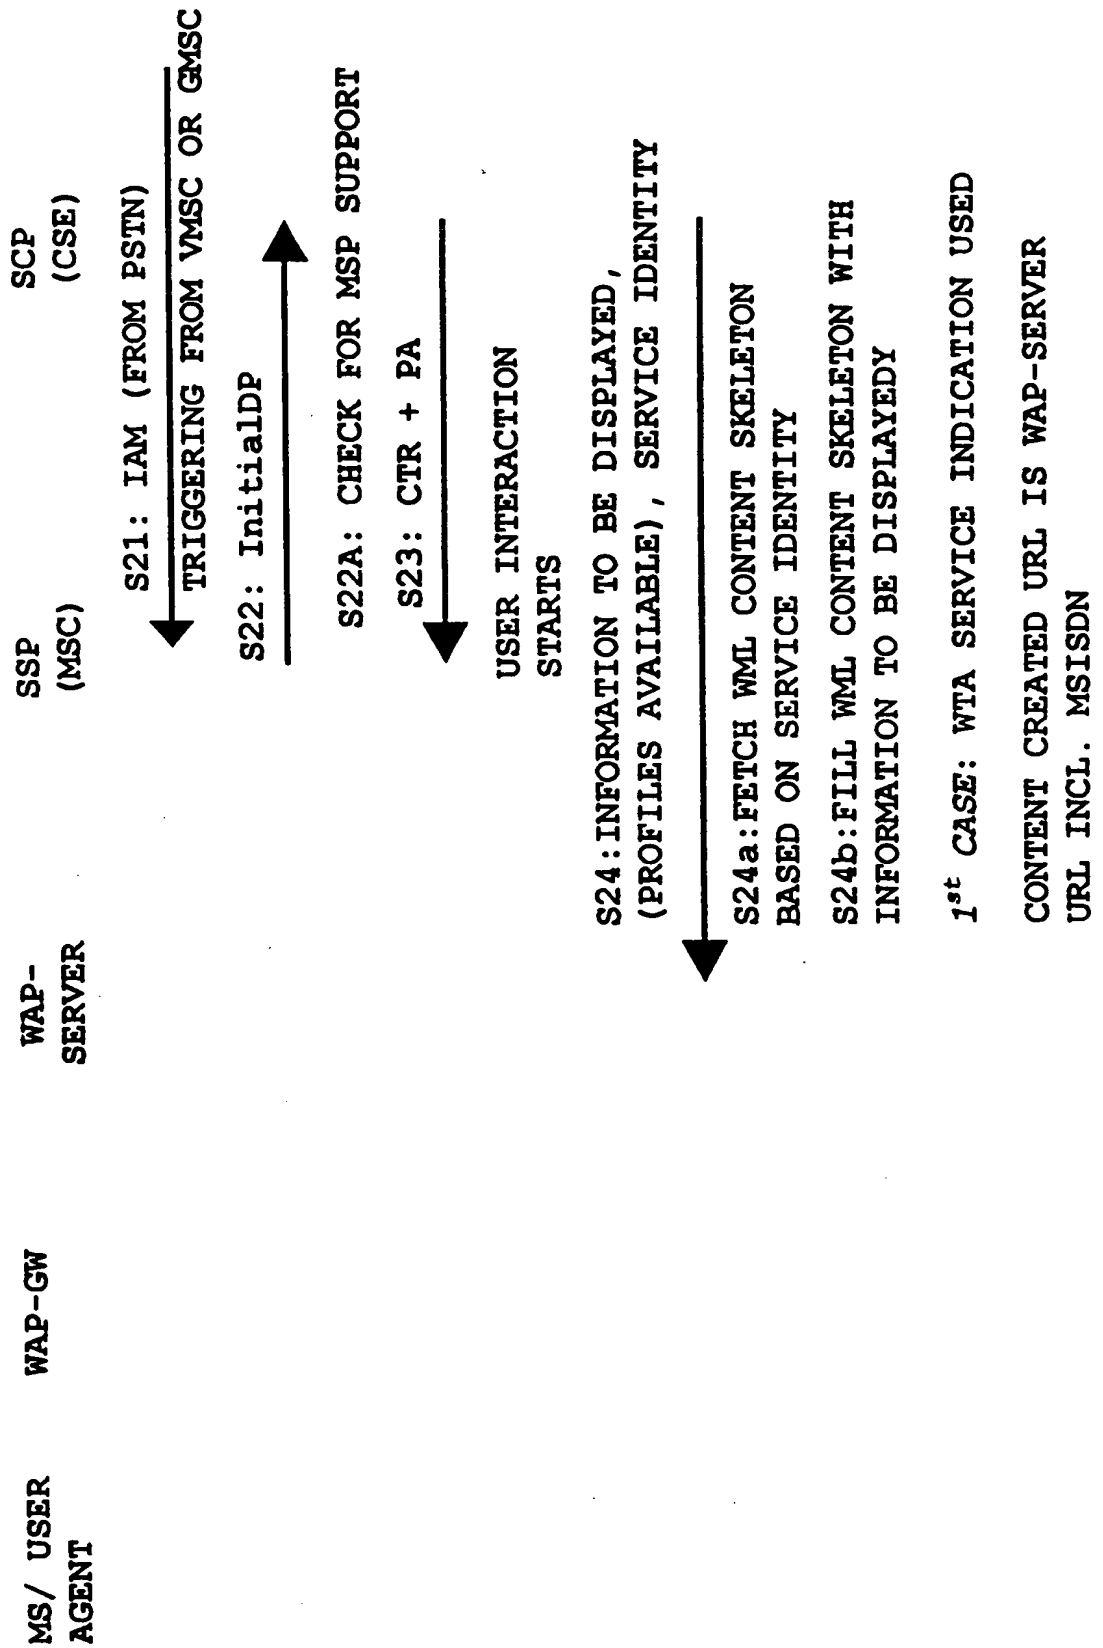 MS/ USER
AGENT
WAP-GW
WAP-
SERVER
SSP
(MSC)
SCP
(CSE)
S21: IAM (FROM PSTN)
TRIGGERING FROM VMSC OR GMSC
S22: InitialDP
S22A: CHECK FOR MSP SUPPORT
S23: CTR + PA
USER INTERACTION
STARTS
S24:INFORMATION TO BE DISPLAYED,
(PROFILES AVAILABLE), SERVICE IDENTITY
S24a:FETCH WML CONTENT SKELETON
BASED ON SERVICE IDENTITY
S24b:FILL WML CONTENT SKELETON WITH
INFORMATION TO BE DISPLAYEDY
1st CASE: WTA SERVICE INDICATION USED
CONTENT CREATED URL IS WAP-SERVER
URL INCL. MSISDN